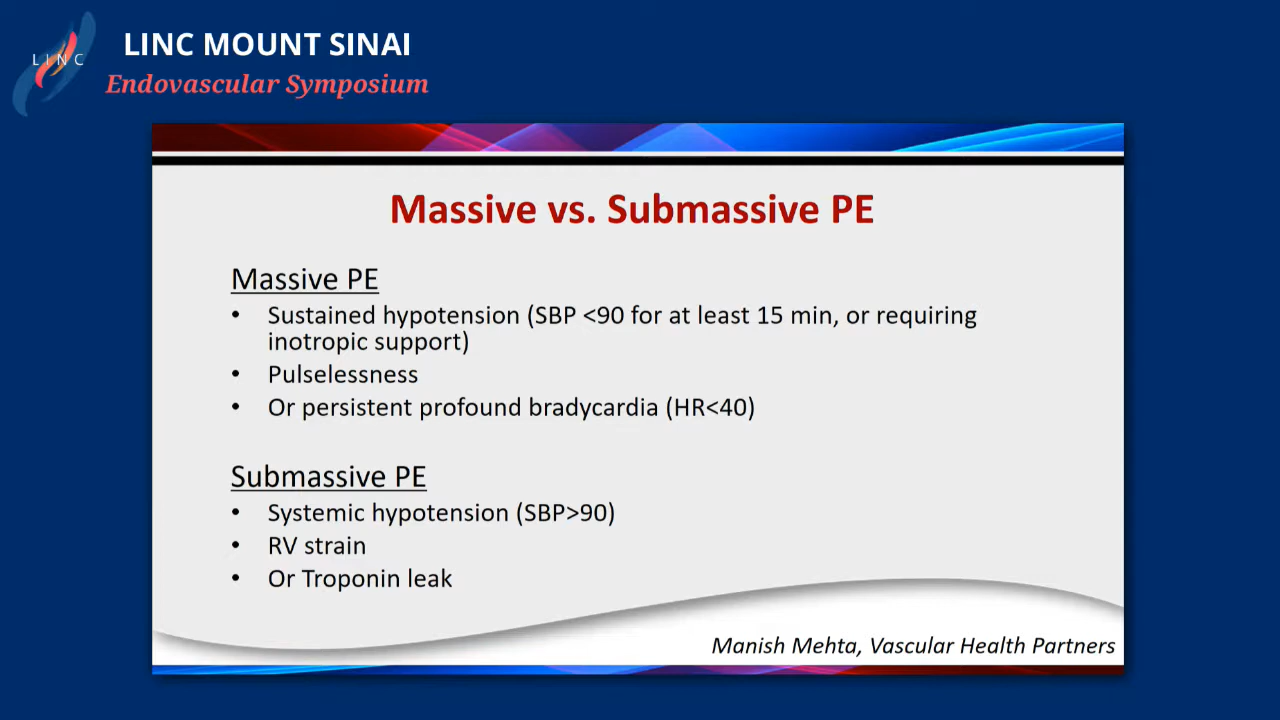 LINC
LINC MOUNT SINAI
Endovascular Symposium
Massive vs. Submassive PE
Massive PE
• Sustained hypotension (SBP <90 for at least 15 min, or requiring
inotropic support)
• Pulselessness
• Or persistent profound bradycardia (HR<40)
Submassive PE
• Systemic hypotension (SBP>90)
• RV strain
• Or Troponin leak
Manish Mehta, Vascular Health Partners